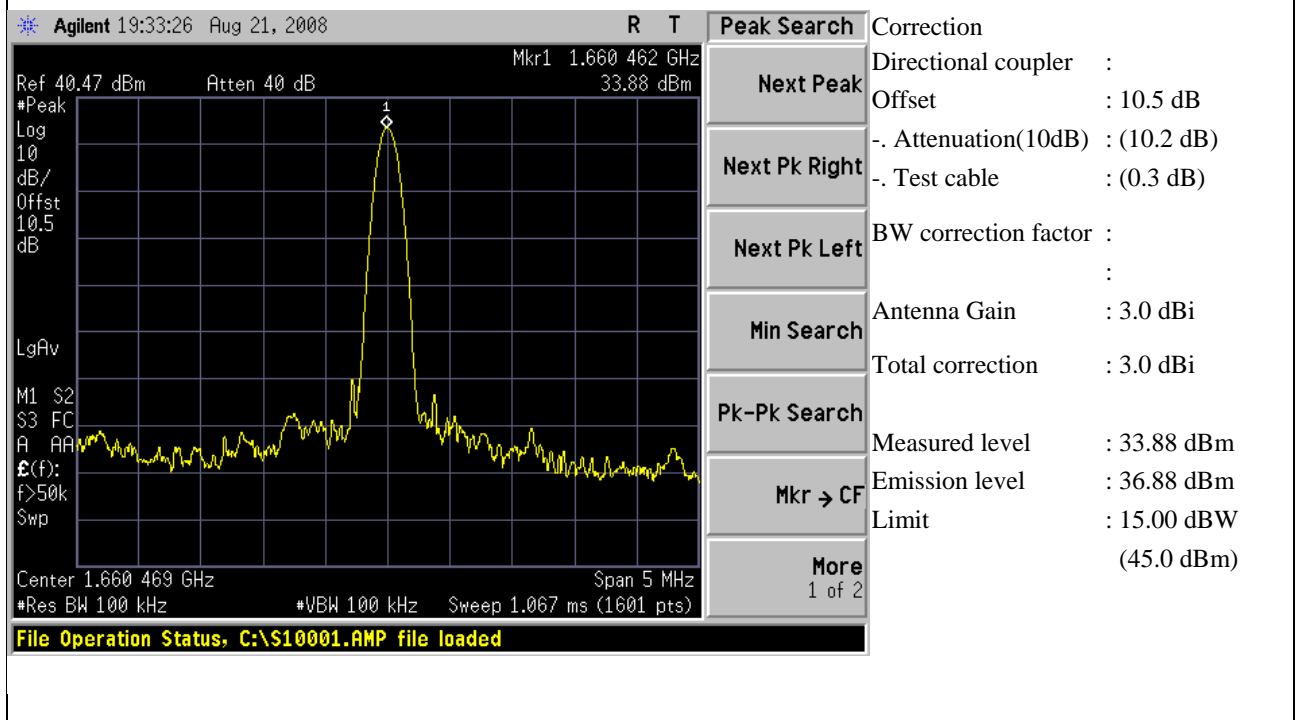 Agilent 19:33:26 Aug 21, 2008 R T
Mkr1 1.660 462 GHz
Ref 40.47 dBm Atten 40 dB 33.88 dBm
#Peak
Log
10
dB/
Offst
10.5
dB
LgAv
M1 S2
S3 FC
A AA
£(f):
f>50k
Swp
1
Center 1.660 469 GHz Span 5 MHz
#Res BW 100 kHz #VBW 100 kHz Sweep 1.067 ms (1601 pts)
File Operation Status, C:\S10001.AMP file loaded
Peak Search
Next Peak
Next Pk Right
Next Pk Left
Min Search
Pk-Pk Search
Mkr → CF
More
1 of 2
Correction
Directional coupler :
Offset : 10.5 dB
-. Attenuation(10dB) : (10.2 dB)
-. Test cable : (0.3 dB)
BW correction factor :
:
Antenna Gain : 3.0 dBi
Total correction : 3.0 dBi
Measured level : 33.88 dBm
Emission level : 36.88 dBm
Limit : 15.00 dBW
(45.0 dBm)